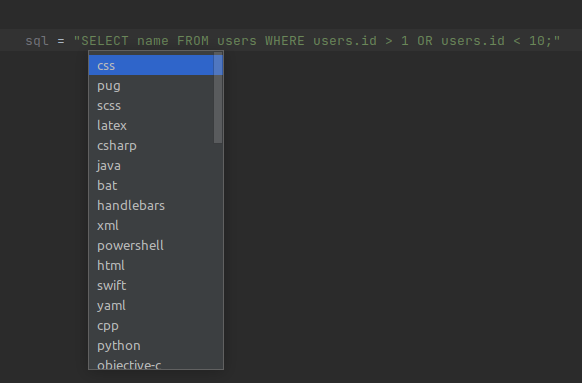 sql = "SELECT name FROM users WHERE users.id > 1 OR users.id < 10;"
css
pug
scss
latex
csharp
java
bat
handlebars
xml
powershell
html
swift
yaml
cpp
python
objective-c